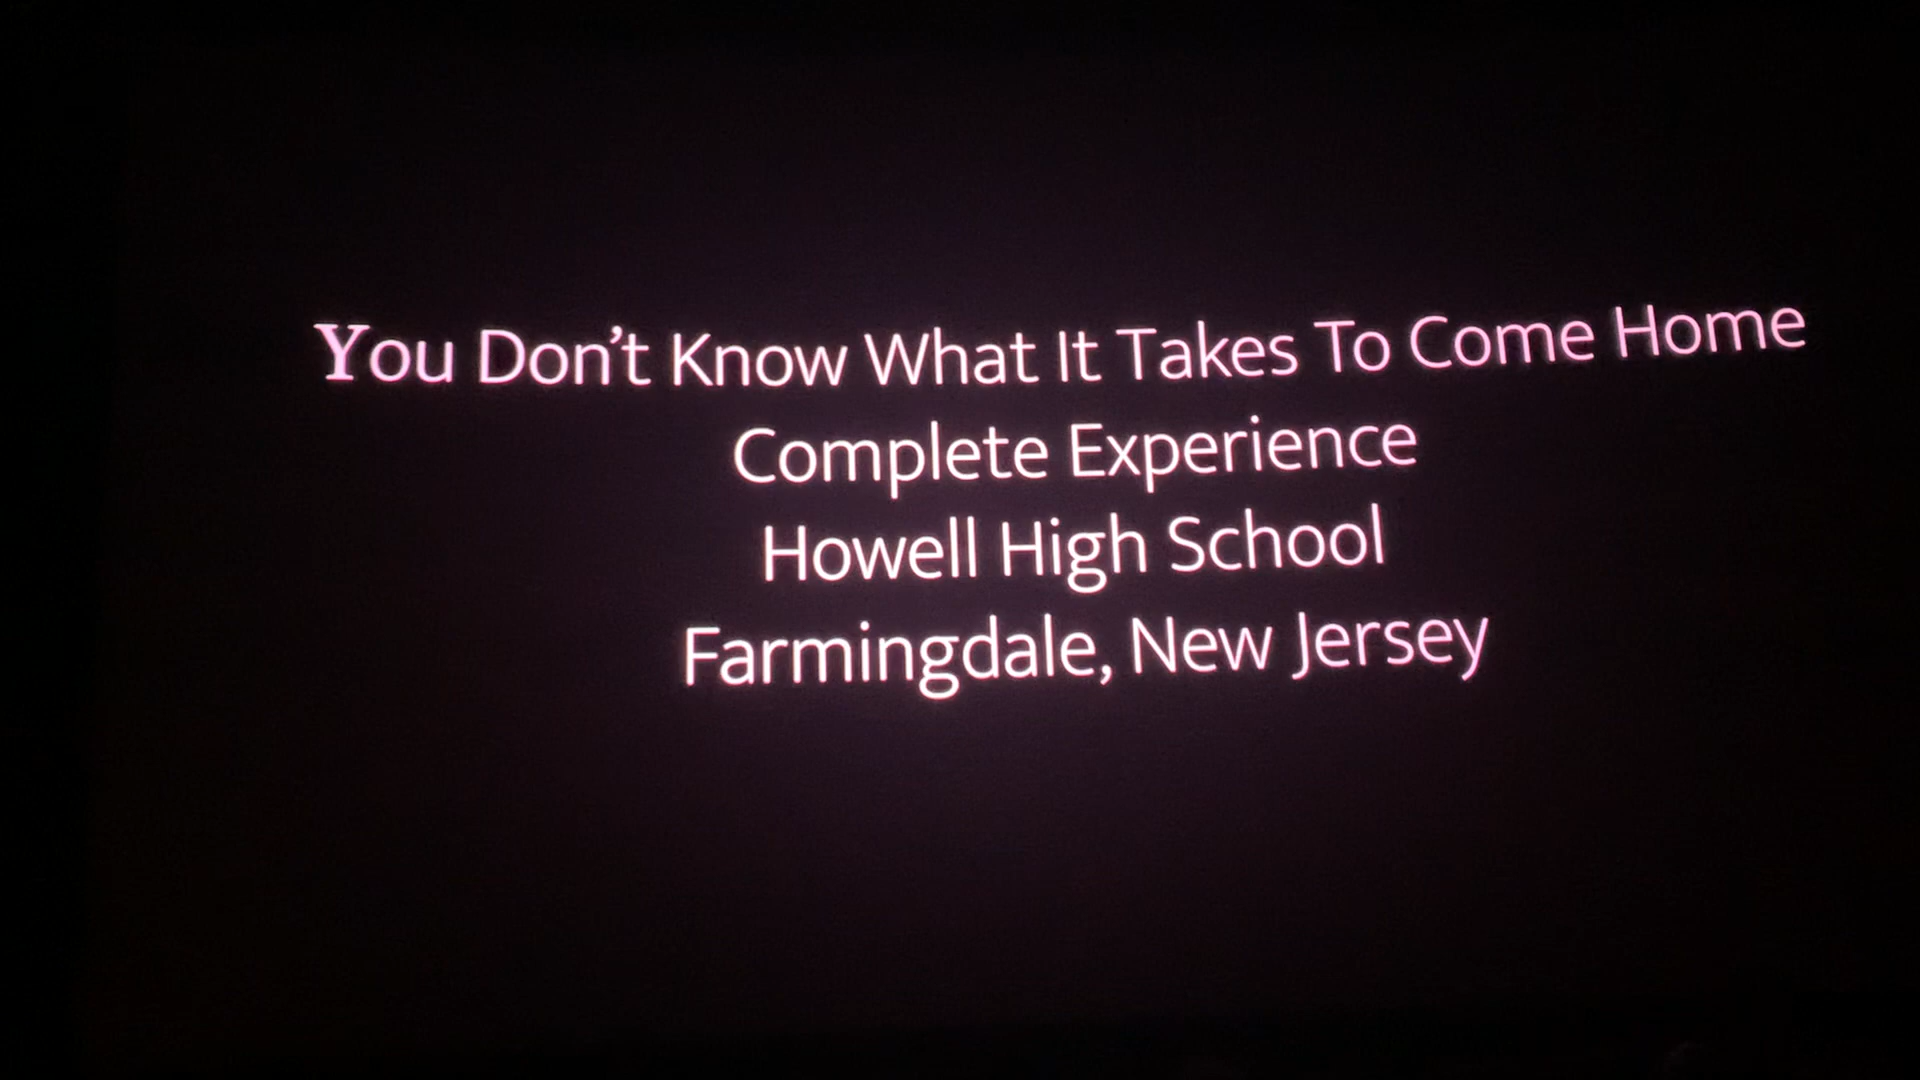 You Don't Know What It Takes To Come Home
Complete Experience
Howell High School
Farmingdale, New Jersey